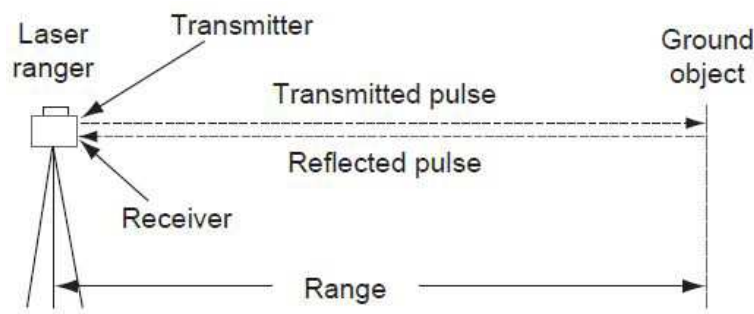 Laser
ranger
Transmitter
Ground
object
Transmitted pulse
Reflected pulse
Receiver
Range